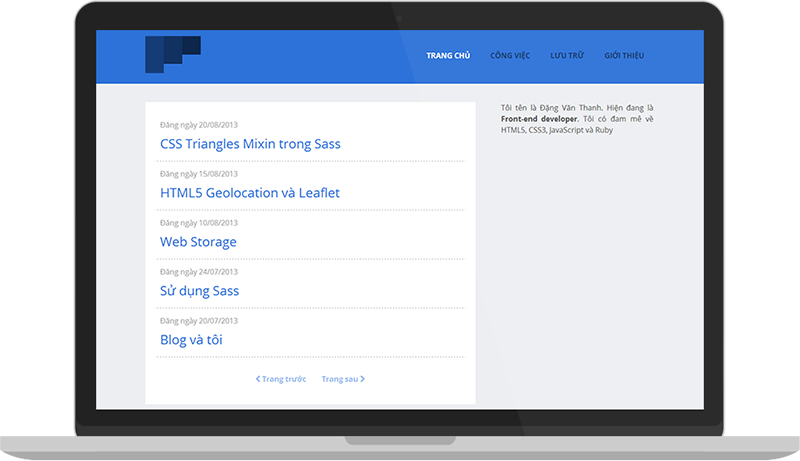 TRANG CHỦ CÔNG VIỆC LƯU TRỮ GIỚI THIỆU
Đăng ngày 20/08/2013
CSS Triangles Mixin trong Sass
Đăng ngày 15/08/2013
HTML5 Geolocation và Leaflet
Đăng ngày 10/08/2013
Web Storage
Đăng ngày 24/07/2013
Sử dụng Sass
Đăng ngày 20/07/2013
Blog và tôi
Trang trước Trang sau
Tôi tên là Đặng Văn Thanh. Hiện đang là
Front-end developer. Tôi có đam mê về
HTML5, CSS3, JavaScript và Ruby